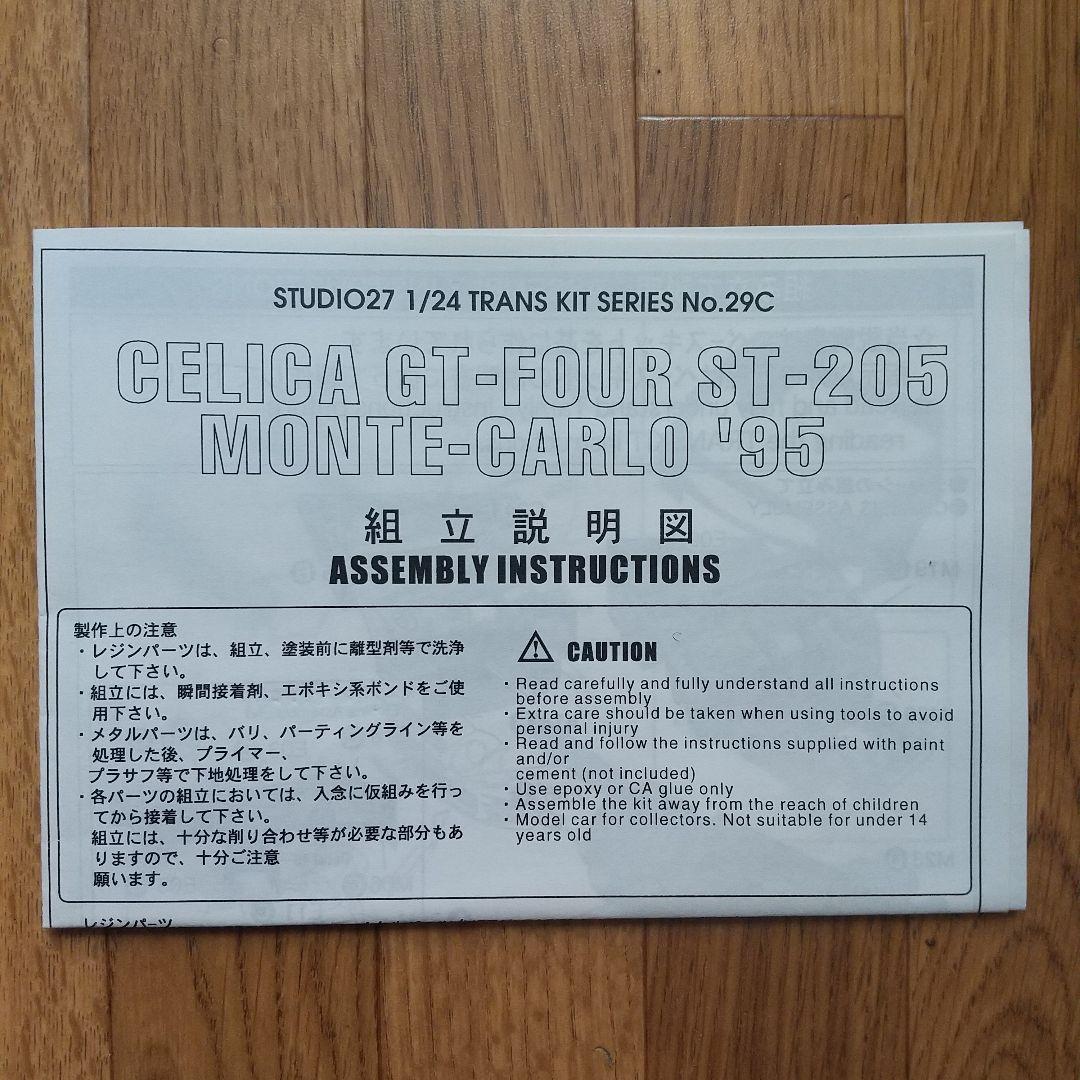 STUDIO27 1/24 TRANS KIT SERIES No.29C
CELICA GT-FOUR ST-205
MONTE-CARLO '95
組立説明図
ASSEMBLY INSTRUCTIONS
製作上の注意
・レジンパーツは、組立、塗装前に離型剤等で洗浄
して下さい。
・組立には、瞬間接着剤、エポキシ系ボンドをご使
用下さい。
・メタルパーツは、バリ、パーティングライン等を
処理した後、プライマー、
プラサフ等で下地処理をして下さい。
・各パーツの組立においては、入念に仮組みを行っ
てから接着して下さい。
組立には、十分な削り合わせ等が必要な部分もあ
りますので、十分ご注意
願います。
CAUTION
・Read carefully and fully understand all instructions
before assembly
・Extra care should be taken when using tools to avoid
personal injury
・Read and follow the instructions supplied with paint
and/or
cement (not included)
・Use epoxy or CA glue only
・Assemble the kit away from the reach of children
・Model car for collectors. Not suitable for under 14
years old
レジンパーツ